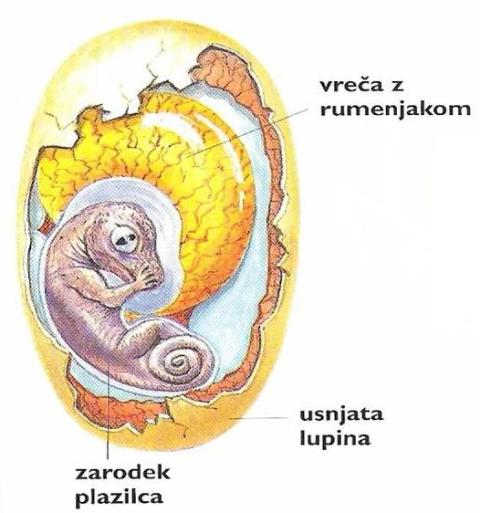 vreča z
rumenjakom
usnjata
lupina
zarodek
plazilca